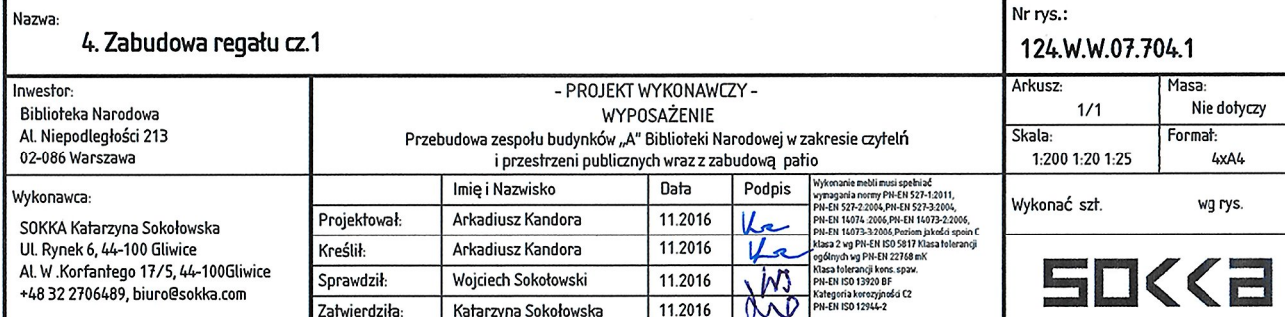 Nazwa:
4. Zabudowa regału cz.1
Nr rys.:
124.W.W.07.704.1
Inwestor:
Biblioteka Narodowa
Al. Niepodległości 213
02-086 Warszawa
- PROJEKT WYKONAWCZY -
WYPOSAŻENIE
Przebudowa zespołu budynków „A" Biblioteki Narodowej w zakresie czytelń
i przestrzeni publicznych wraz z zabudową patio
Arkusz:
1/1
Masa:
Nie dotyczy
Skala:
1:200 1:20 1:25
Format:
4xA4
Wykonawca:
SOKKA Katarzyna Sokołowska
Ul. Rynek 6, 44-100 Gliwice
Al. W .Korfantego 17/5, 44-100Gliwice
+48 32 2706489, biuro@sokka.com
Imię i Nazwisko Data Podpis
Projektował: Arkadiusz Kandora 11.2016
Kreślił: Arkadiusz Kandora 11.2016
Sprawdził: Wojciech Sokołowski 11.2016
Zatwierdziła: Katarzyna Sokołowska 11.2016
Wykonanie mebli musi spełniać
wymagania normy PN-EN 527-1:2011,
PN-EN 527-2:2004,PN-EN 527-3:2004,
PN-EN 14074 :2006,PN-EN 14073-2:2006,
PN-EN 14073-3:2006,Poziom jakości spoin C
klasa 2 wg PN-EN ISO 5817 Klasa tolerancji
ogólnych wg PN-EN 22768 mK
Klasa tolerancji kons. spaw.
PN-EN ISO 13920 BF
Kategoria korozyjności C2
PN-EN ISO 12944-2
Wykonać szt. wg rys.
SOKKA